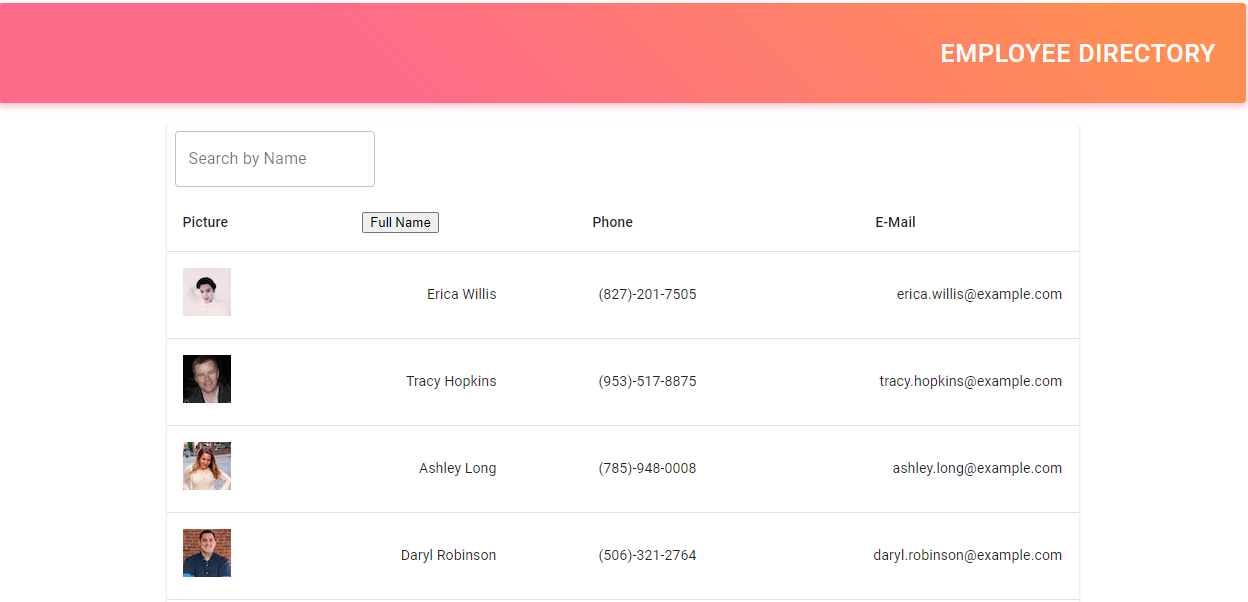 EMPLOYEE DIRECTORY
Search by Name
Picture Full Name Phone E-Mail
Erica Willis (827)-201-7505 erica.willis@example.com
Tracy Hopkins (953)-517-8875 tracy.hopkins@example.com
Ashley Long (785)-948-0008 ashley.long@example.com
Daryl Robinson (506)-321-2764 daryl.robinson@example.com